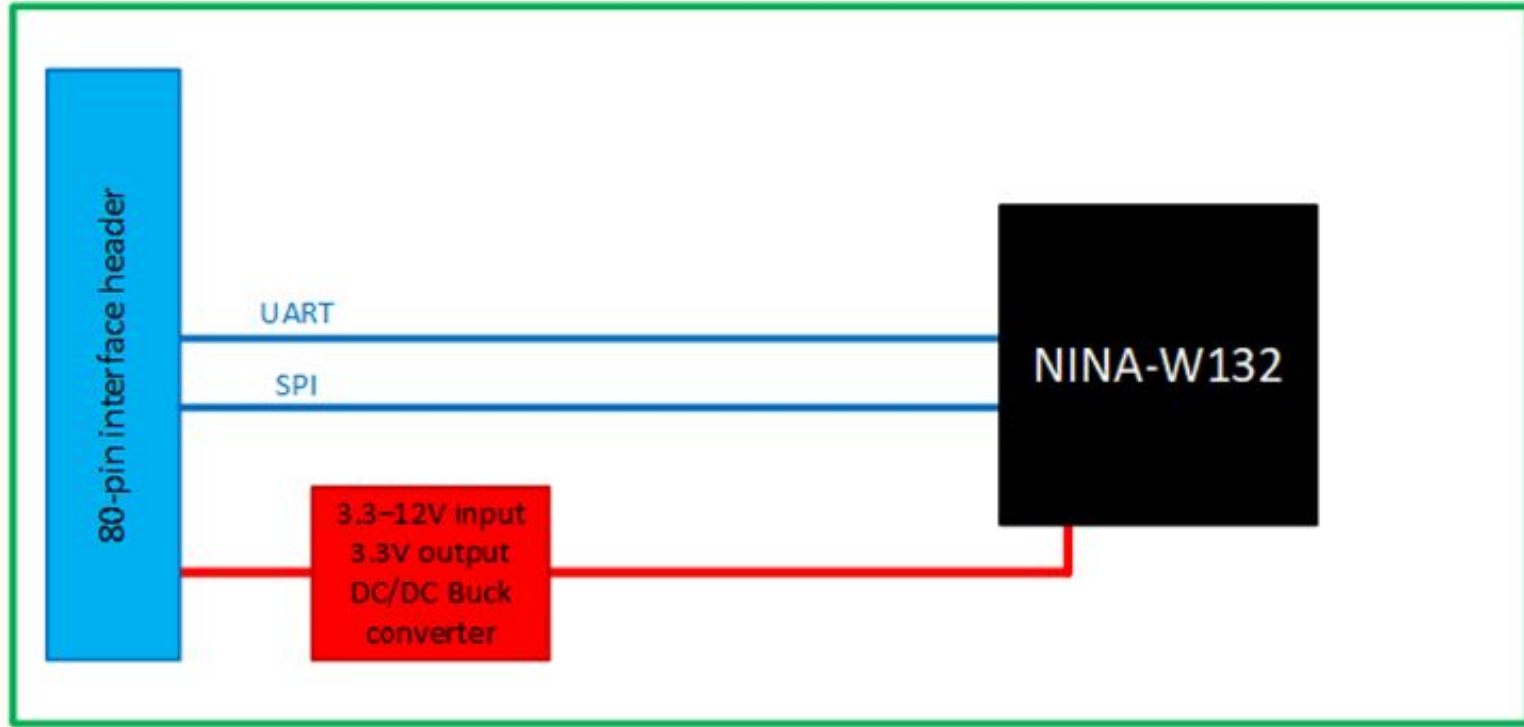 80-pin interface header
UART
SPI
NINA-W132
3.3–12V input
3.3V output
DC/DC Buck
converter